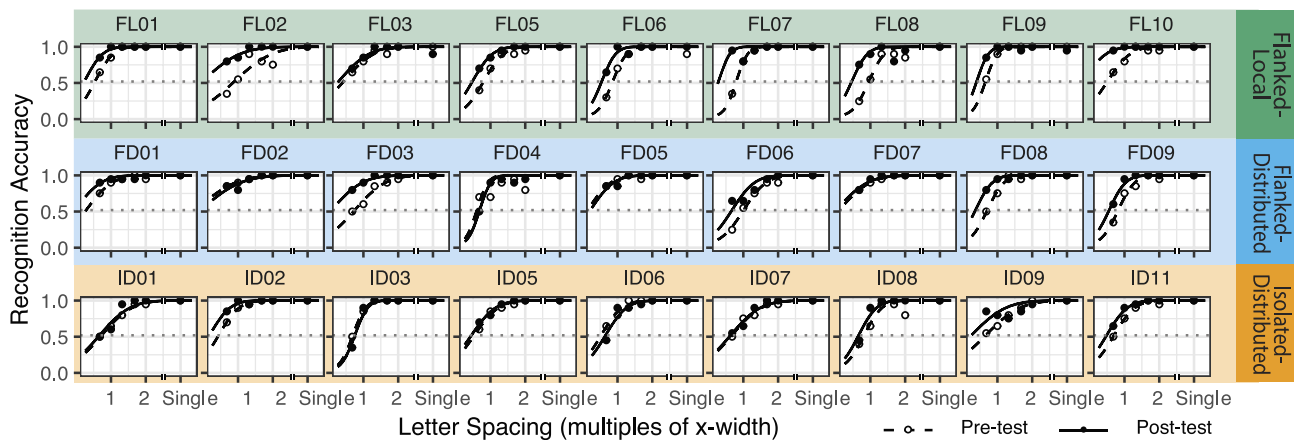 FL01 FL02 FL03 FL05 FL06 FL07 FL08 FL09 FL10
1.0
0.5
0.0
Flanked-
Local
FD01 FD02 FD03 FD04 FD05 FD06 FD07 FD08 FD09
1.0
0.5
0.0
Flanked-
Distributed
ID01 ID02 ID03 ID05 ID06 ID07 ID08 ID09 ID11
1.0
0.5
0.0
Isolated-
Distributed
Recognition Accuracy
1 2 Single 1 2 Single 1 2 Single 1 2 Single 1 2 Single 1 2 Single 1 2 Single 1 2 Single 1 2 Single
Letter Spacing (multiples of x-width)
Pre-test Post-test